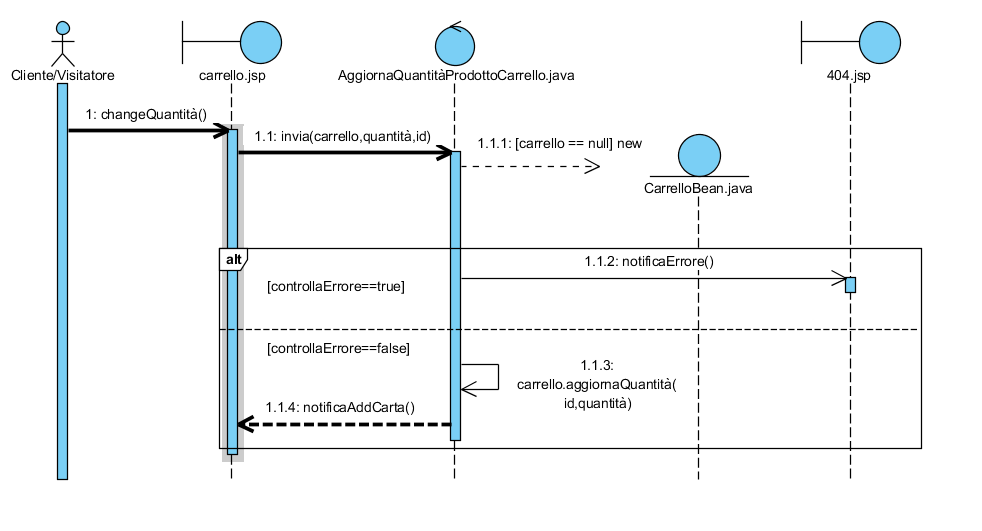 Cliente/Visitatore
carrello.jsp
AggiornaQuantitàProdottoCarrello.java
404.jsp
1: changeQuantità()
1.1: invia(carrello,quantità,id)
1.1.1: [carrello == null] new
CarrelloBean.java
alt
1.1.2: notificaErrore()
[controllaErrore==true]
[controllaErrore==false]
1.1.3:
carrello.aggiornaQuantità(
id,quantità)
1.1.4: notificaAddCarta()